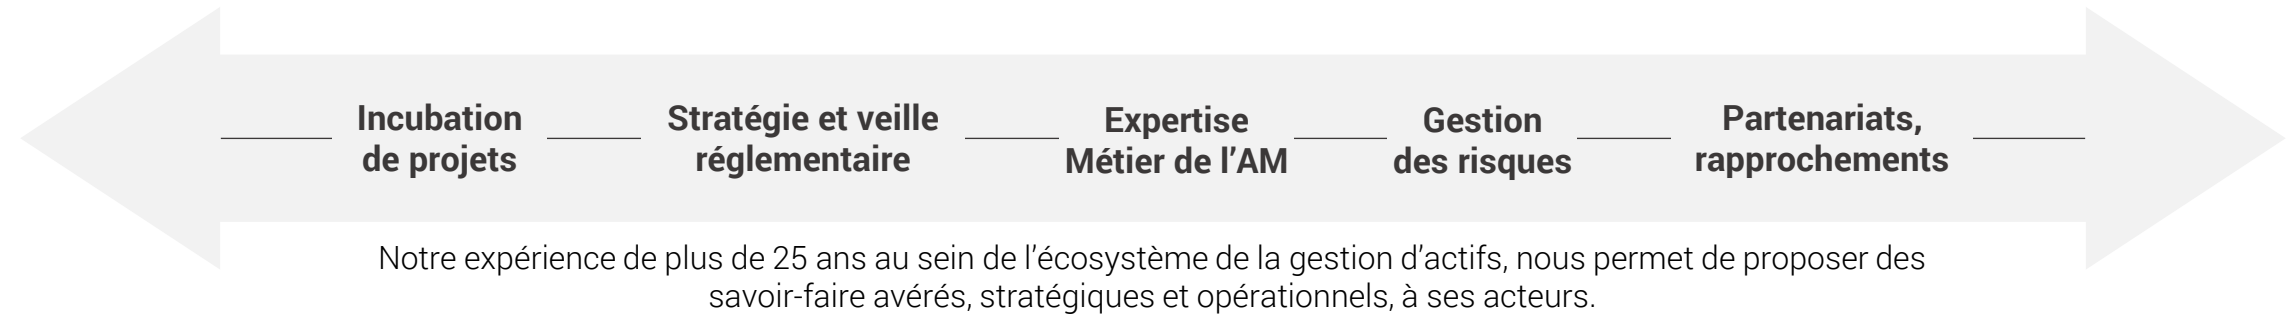 Incubation
de projets
Stratégie et veille
réglementaire
Expertise
Métier de l’AM
Gestion
des risques
Partenariats,
rapprochements
Notre expérience de plus de 25 ans au sein de l’écosystème de la gestion d’actifs, nous permet de proposer des
savoir-faire avérés, stratégiques et opérationnels, à ses acteurs.